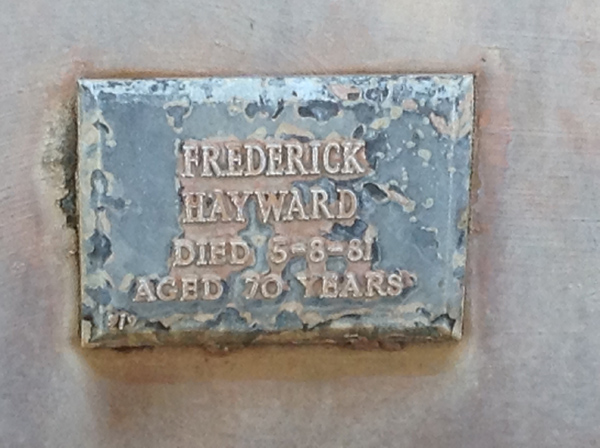 FREDERICK
HAYWARD
DIED 5-8-81
AGED 70 YEARS